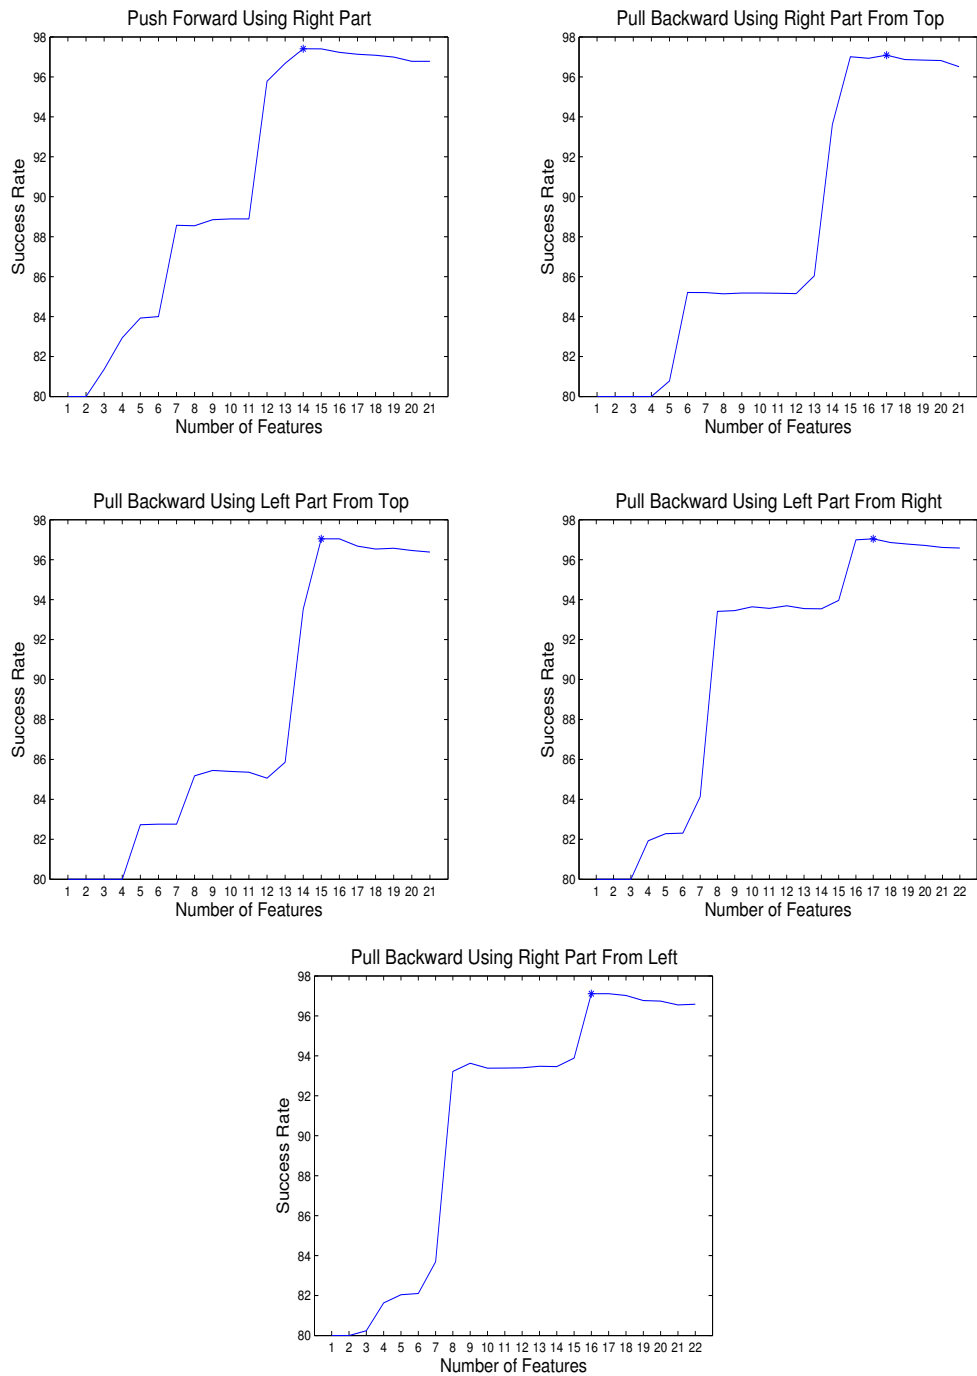 Push Forward Using Right Part
98
96
94
92
90
88
86
84
82
80
Success Rate
1 2 3 4 5 6 7 8 9 10 11 12 13 14 15 16 17 18 19 20 21
Number of Features
Pull Backward Using Right Part From Top
98
96
94
92
90
88
86
84
82
80
Success Rate
1 2 3 4 5 6 7 8 9 10 11 12 13 14 15 16 17 18 19 20 21
Number of Features
Pull Backward Using Left Part From Top
98
96
94
92
90
88
86
84
82
80
Success Rate
1 2 3 4 5 6 7 8 9 10 11 12 13 14 15 16 17 18 19 20 21
Number of Features
Pull Backward Using Left Part From Right
98
96
94
92
90
88
86
84
82
80
Success Rate
1 2 3 4 5 6 7 8 9 10 11 12 13 14 15 16 17 18 19 20 21 22
Number of Features
Pull Backward Using Right Part From Left
98
96
94
92
90
88
86
84
82
80
Success Rate
1 2 3 4 5 6 7 8 9 10 11 12 13 14 15 16 17 18 19 20 21 22
Number of Features